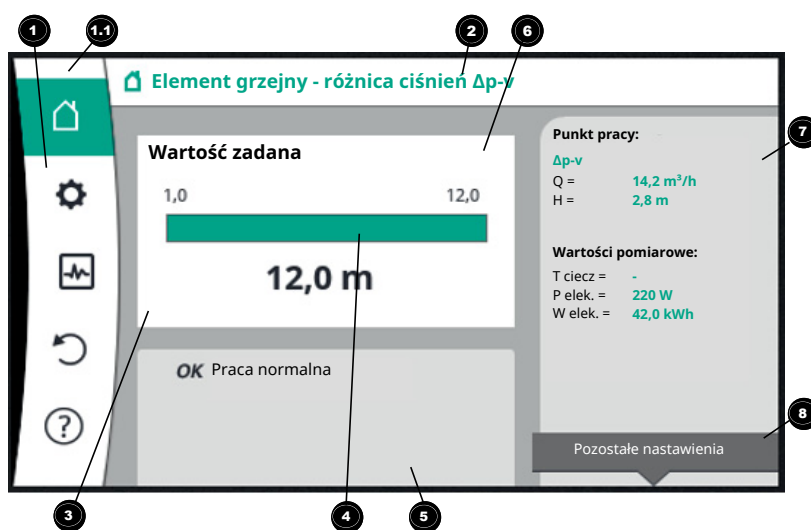 1
1.1
2
6
Element grzejny - różnica ciśnień Δp-v
7
Wartość zadana
1,0 12,0
12,0 m
OK Praca normalna
Punkt pracy:
Δp-v
Q = 14,2 m³/h
H = 2,8 m
Wartości pomiarowe:
T ciecz = -
P elek. = 220 W
W elek. = 42,0 kWh
8
Pozostałe nastawienia
?
3
4
5